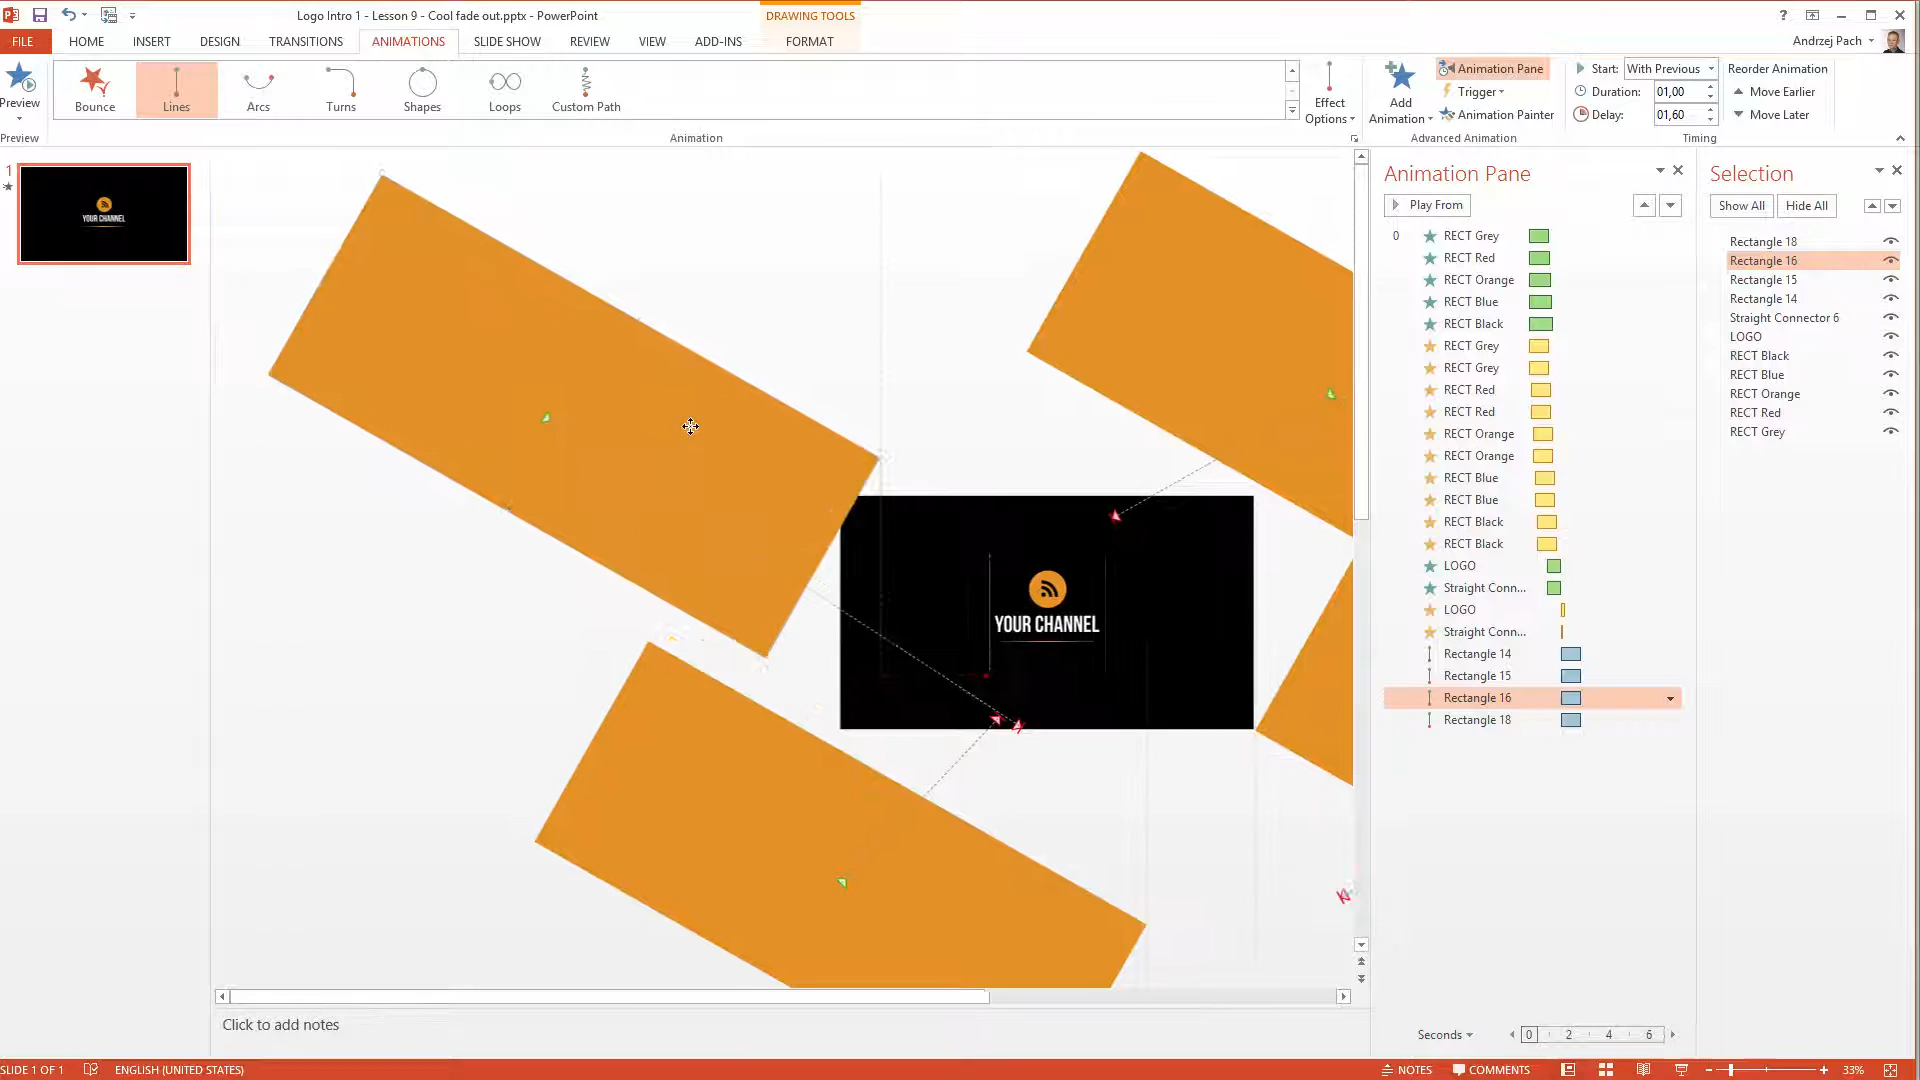 Logo Intro 1 - Lesson 9 - Cool fade out.pptx - PowerPoint
DRAWING TOOLS
?
FILE
HOME
INSERT
DESIGN
TRANSITIONS
ANIMATIONS
SLIDE SHOW
REVIEW
VIEW
ADD-INS
FORMAT
Andrzej Pach
Preview
Bounce
Lines
Arcs
Turns
Shapes
Loops
Custom Path
Effect
Options
Add
Animation
Animation Pane
Trigger
Animation Painter
Start: With Previous
Duration: 01,00
Delay: 01,60
Reorder Animation
Move Earlier
Move Later
Preview
Animation
Advanced Animation
Timing
1
YOUR CHANNEL
YOUR CHANNEL
Animation Pane
Play From
0 RECT Grey
RECT Red
RECT Orange
RECT Blue
RECT Black
RECT Grey
RECT Grey
RECT Red
RECT Red
RECT Orange
RECT Orange
RECT Blue
RECT Blue
RECT Black
RECT Black
LOGO
Straight Conn...
LOGO
Straight Conn...
Rectangle 14
Rectangle 15
Rectangle 16
Rectangle 18
Seconds
0 2 4 6
Selection
Show All
Hide All
Rectangle 18
Rectangle 16
Rectangle 15
Rectangle 14
Straight Connector 6
LOGO
RECT Black
RECT Blue
RECT Orange
RECT Red
RECT Grey
Click to add notes
SLIDE 1 OF 1
ENGLISH (UNITED STATES)
NOTES
COMMENTS
33%